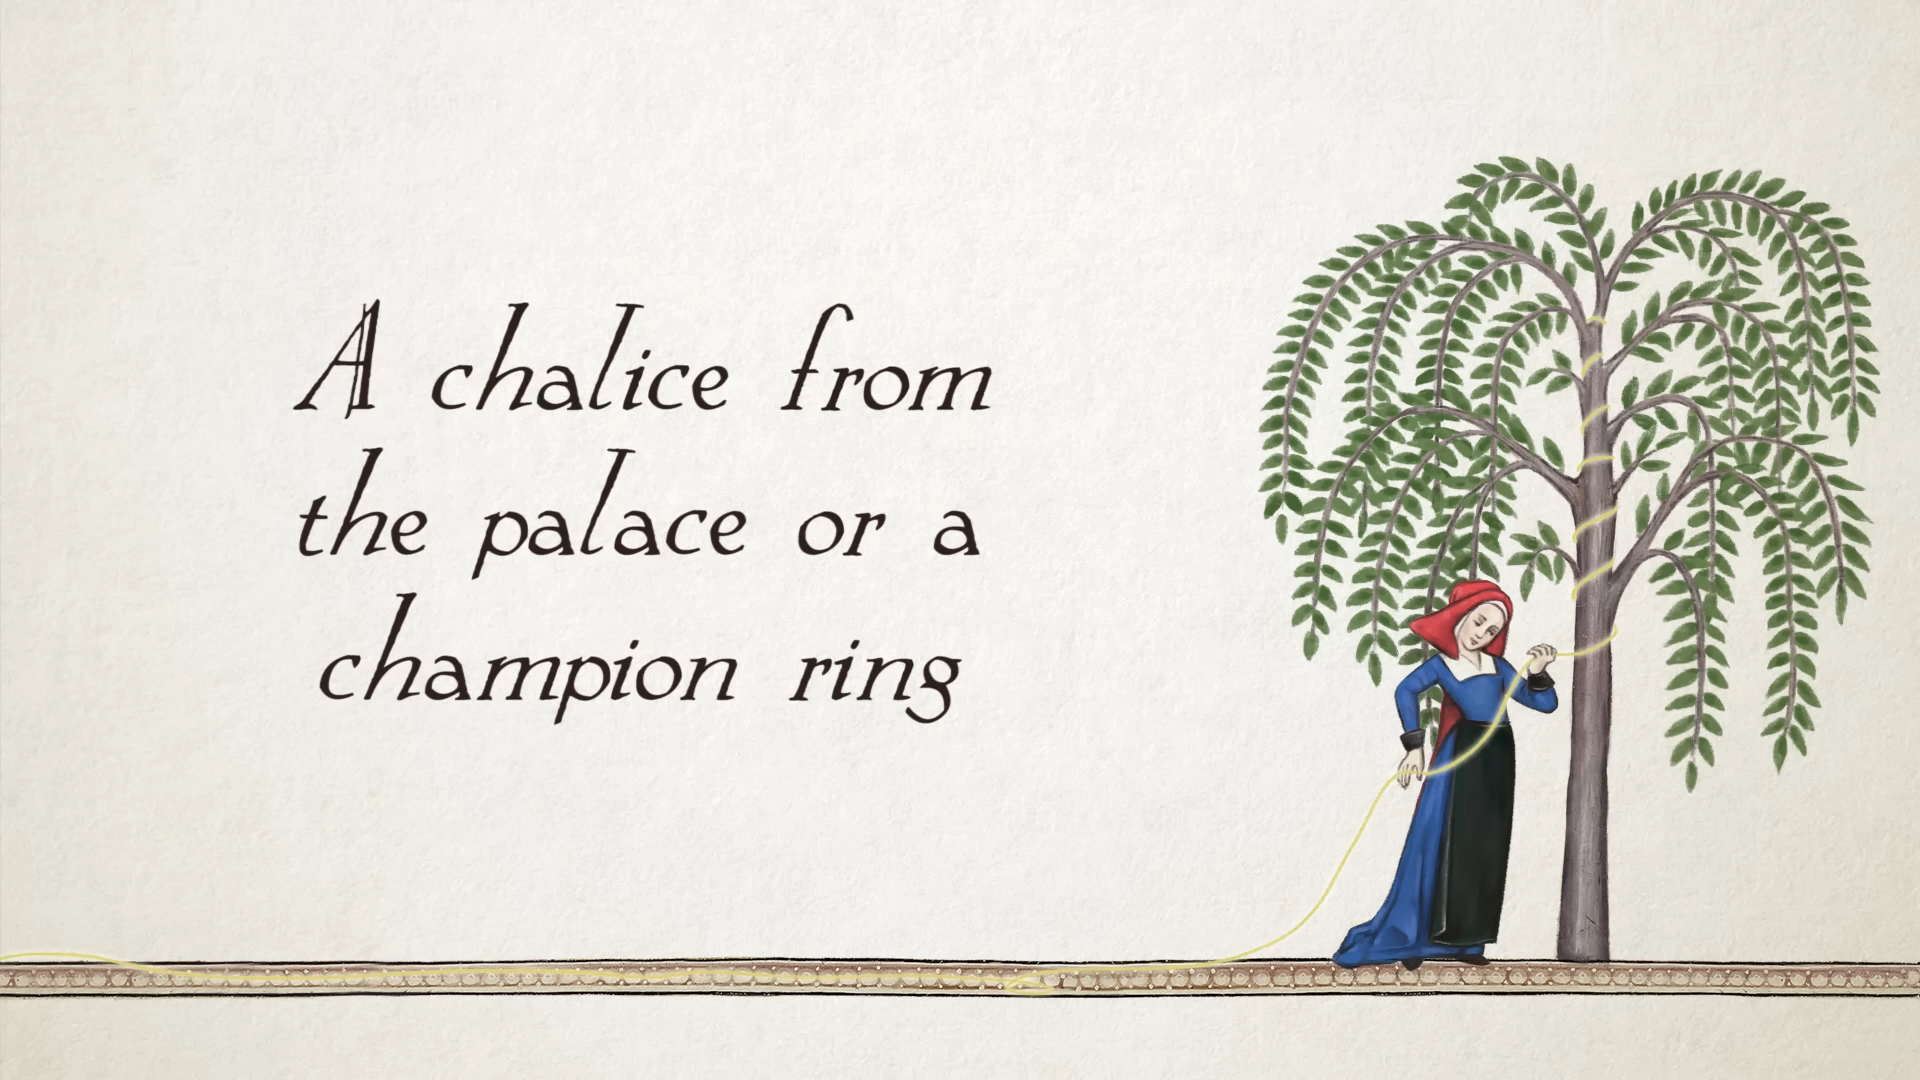 A chalice from
the palace or a
champion ring